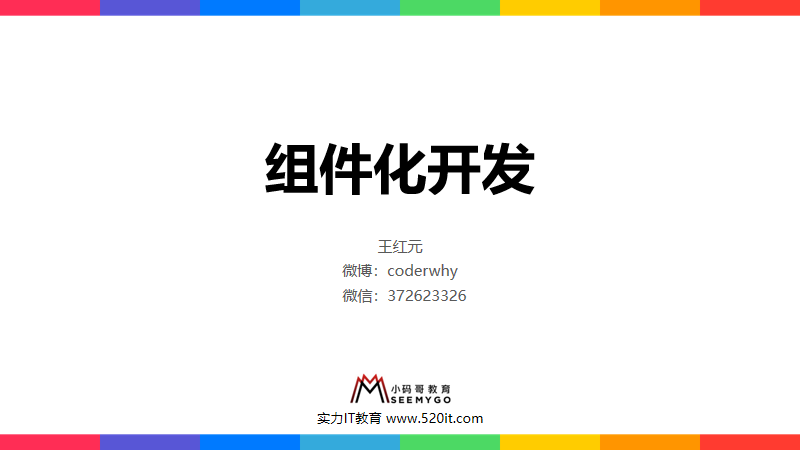 组件化开发
王红元
微博：coderwhy
微信：372623326
小码哥教育
SEEMYGO
实力IT教育 www.520it.com